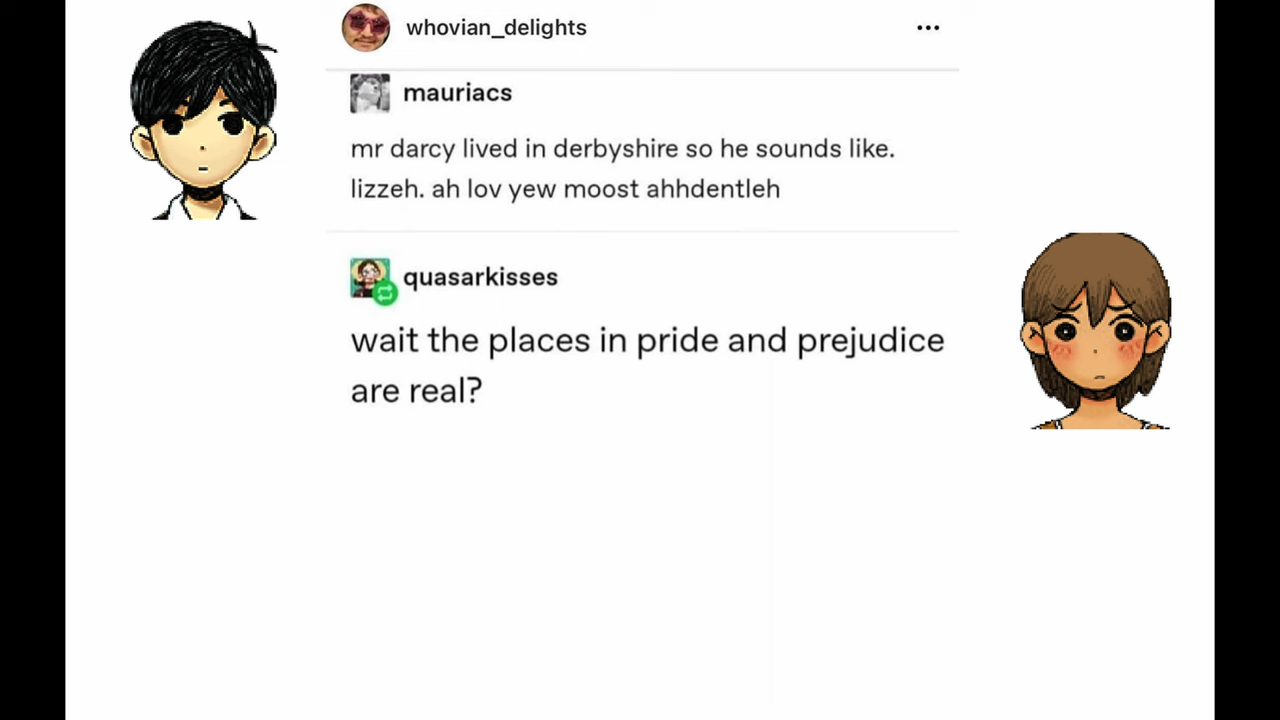 whovian_delights
mauriacs
mr darcy lived in derbyshire so he sounds like.
lizzeh. ah lov yew moost ahhdentleh
quasarkisses
wait the places in pride and prejudice
are real?